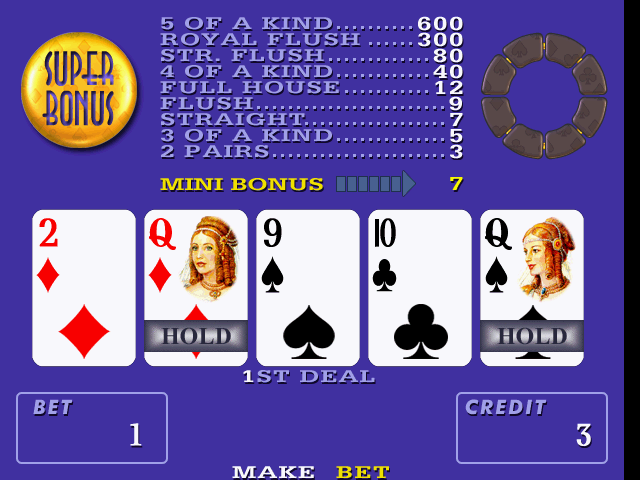 SUPER
BONUS
5 OF A KIND..........600
ROYAL FLUSH ......300
STR. FLUSH.............80
4 OF A KIND............40
FULL HOUSE............12
FLUSH.....................9
STRAIGHT................7
3 OF A KIND.............5
2 PAIRS....................3
MINI BONUS 7
2 Q 9 10 Q
HOLD HOLD
1ST DEAL
BET
1
CREDIT
3
MAKE BET